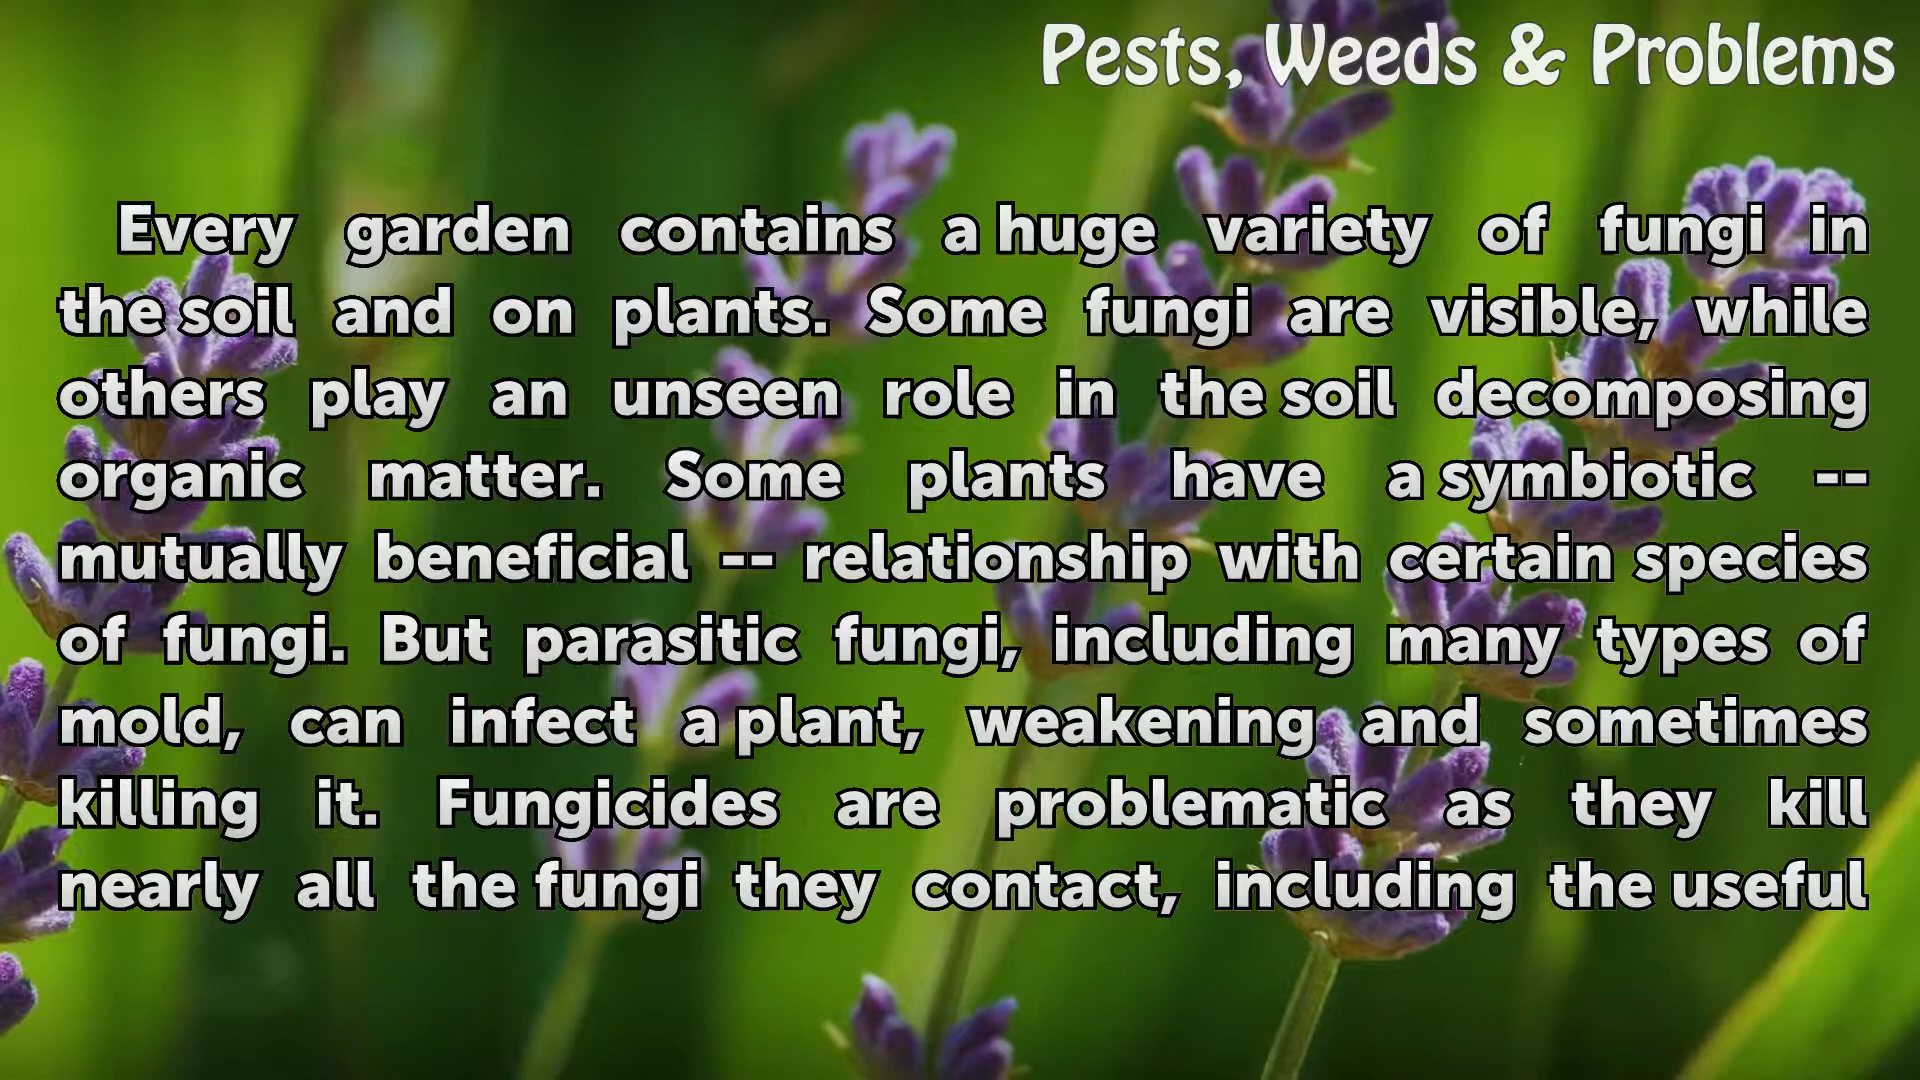 Pests, Weeds & Problems
Every garden contains a huge variety of fungi in
the soil and on plants. Some fungi are visible, while
others play an unseen role in the soil decomposing
organic matter. Some plants have a symbiotic --
mutually beneficial -- relationship with certain species
of fungi. But parasitic fungi, including many types of
mold, can infect a plant, weakening and sometimes
killing it. Fungicides are problematic as they kill
nearly all the fungi they contact, including the useful